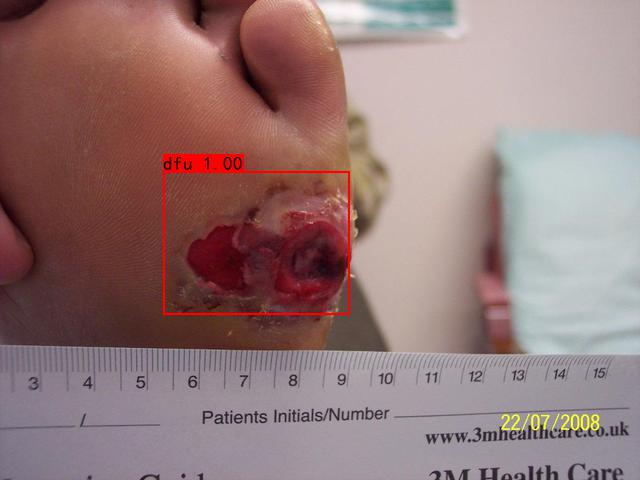 dfu 1.00
3 4 5 6 7 8 9 10 11 12 13 14 15
/
Patients Initials/Number
22/07/2008
www.3mhealthcare.co.uk
3M Health Care